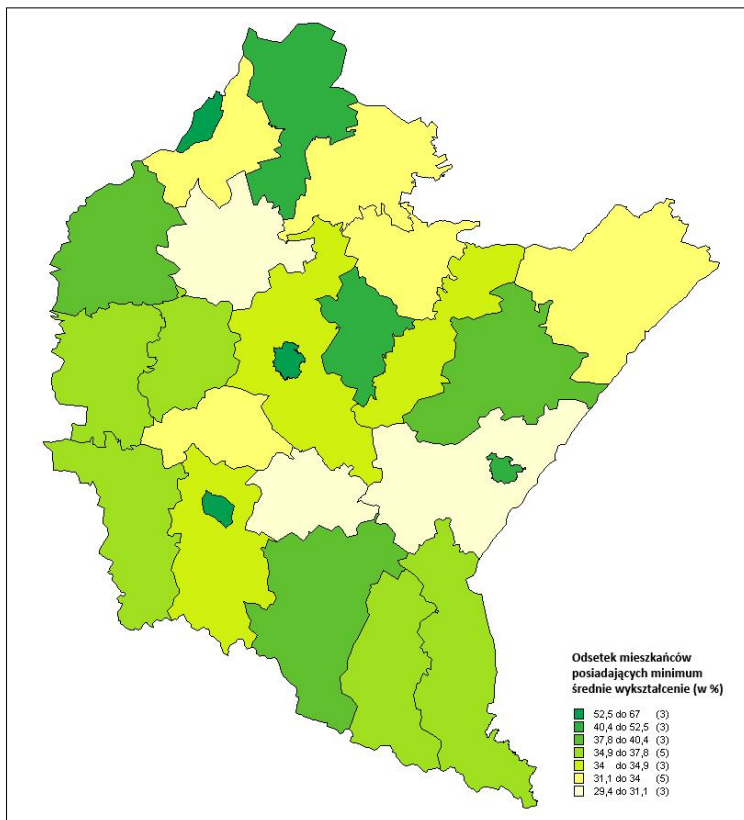 Odsetek mieszkańców
posiadających minimum
średnie wykształcenie (w %)
52,5 do 67 (3)
40,4 do 52,5 (3)
37,8 do 40,4 (3)
34,9 do 37,8 (5)
34 do 34,9 (3)
31,1 do 34 (5)
29,4 do 31,1 (3)